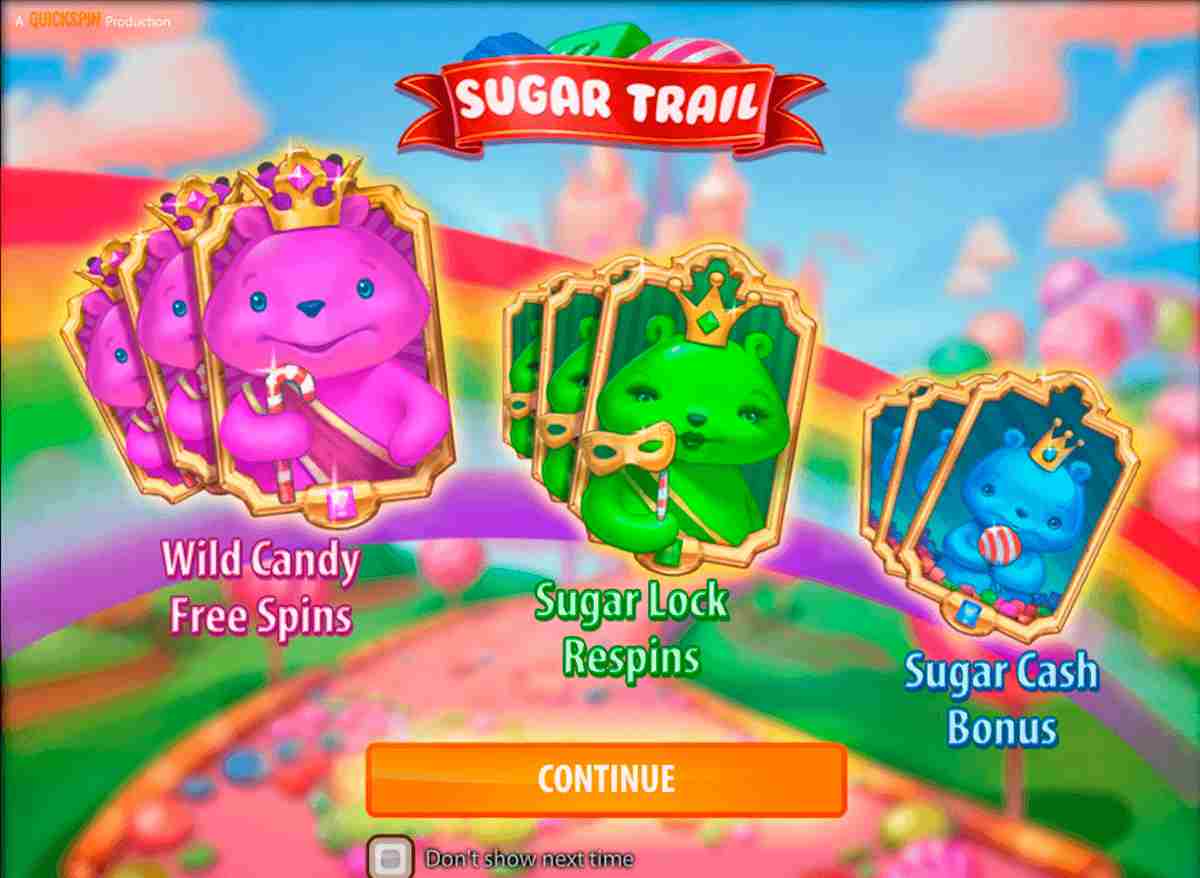 A QUICKSPIN Production
SUGAR TRAIL
Wild Candy
Free Spins
Sugar Lock
Respins
Sugar Cash
Bonus
CONTINUE
Don't show next time